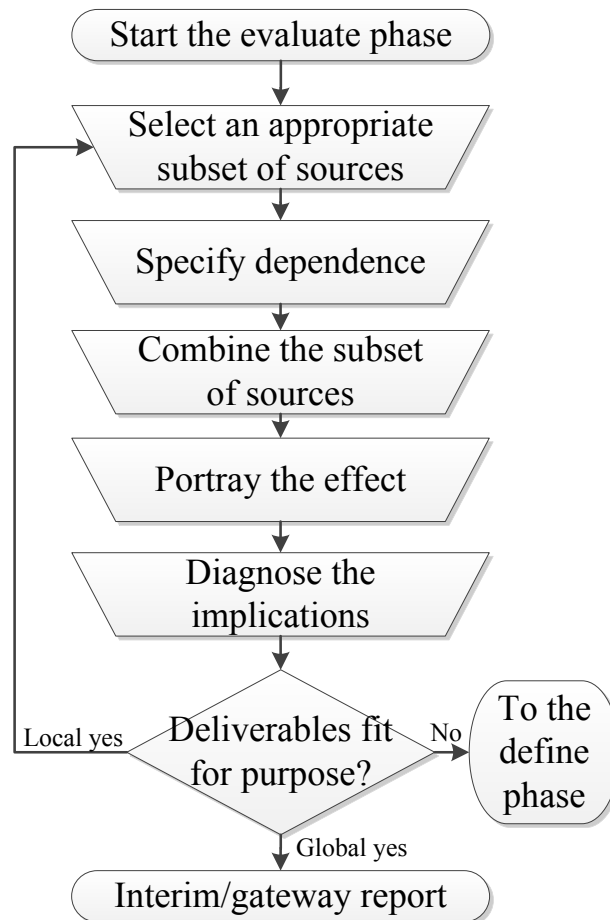 Start the evaluate phase
Select an appropriate
subset of sources
Specify dependence
Combine the subset
of sources
Portray the effect
Diagnose the
implications
Local yes
Deliverables fit
for purpose?
No
To the
define
phase
Global yes
Interim/gateway report